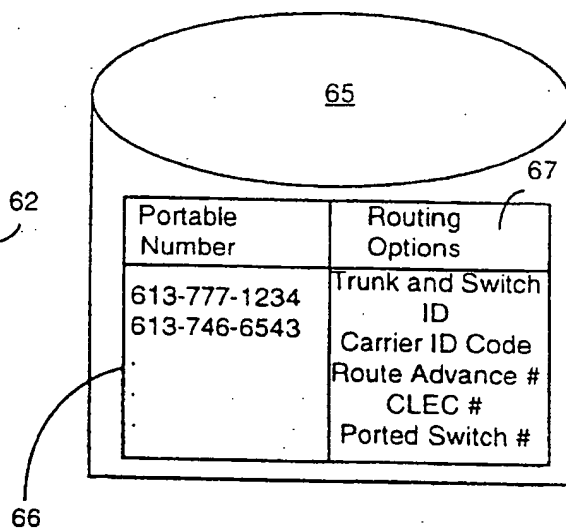 65
62
67
Portable
Number
Routing
Options
613-777-1234
613-746-6543
.
.
.
Trunk and Switch
ID
Carrier ID Code
Route Advance #
CLEC #
Ported Switch #
66